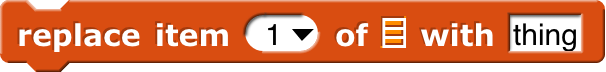 replace item 1 of with thing